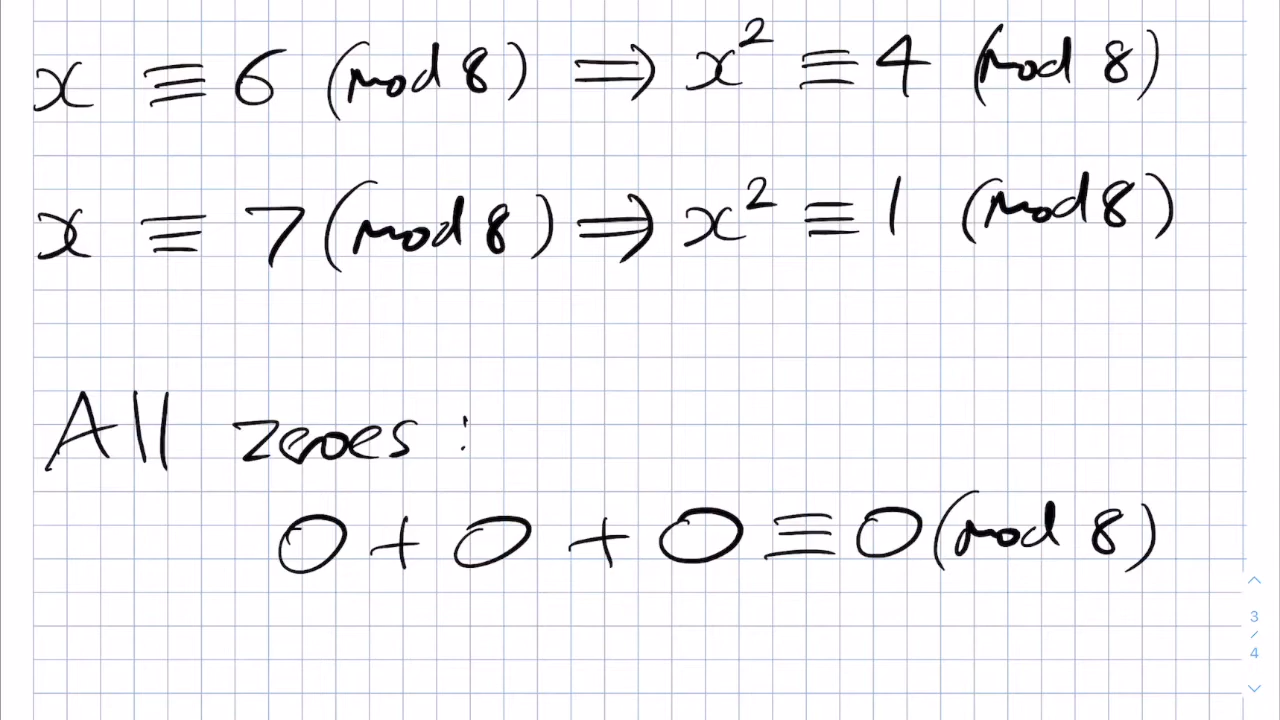 x ≡ 6 (mod 8) ⟹ x² ≡ 4 (mod 8)
x ≡ 7 (mod 8) ⟹ x² ≡ 1 (mod 8)
All zeroes :
0 + 0 + 0 ≡ 0 (mod 8)
3
/
4